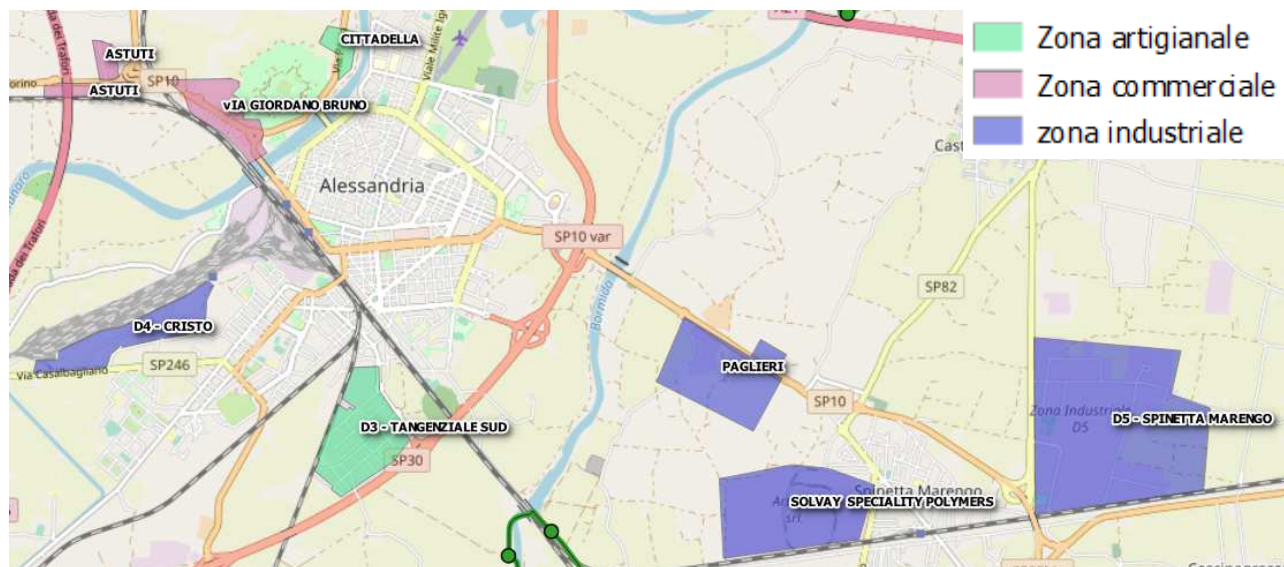 Zona artigianale
Zona commerciale
zona industriale
CITTADELLA
ASTUTI
SP10
ASTUTI
vIA GIORDANO BRUNO
Alessandria
SP10 var
Bormida
SP82
D4 - CRISTO
SP246
Via Casalbagliano
PAGLIERI
SP10
Zona Industriale
D5
D5 - SPINETTA MARENGO
D3 - TANGENZIALE SUD
SP30
Spinetta Marengo
SOLVAY SPECIALITY POLYMERS
srl.